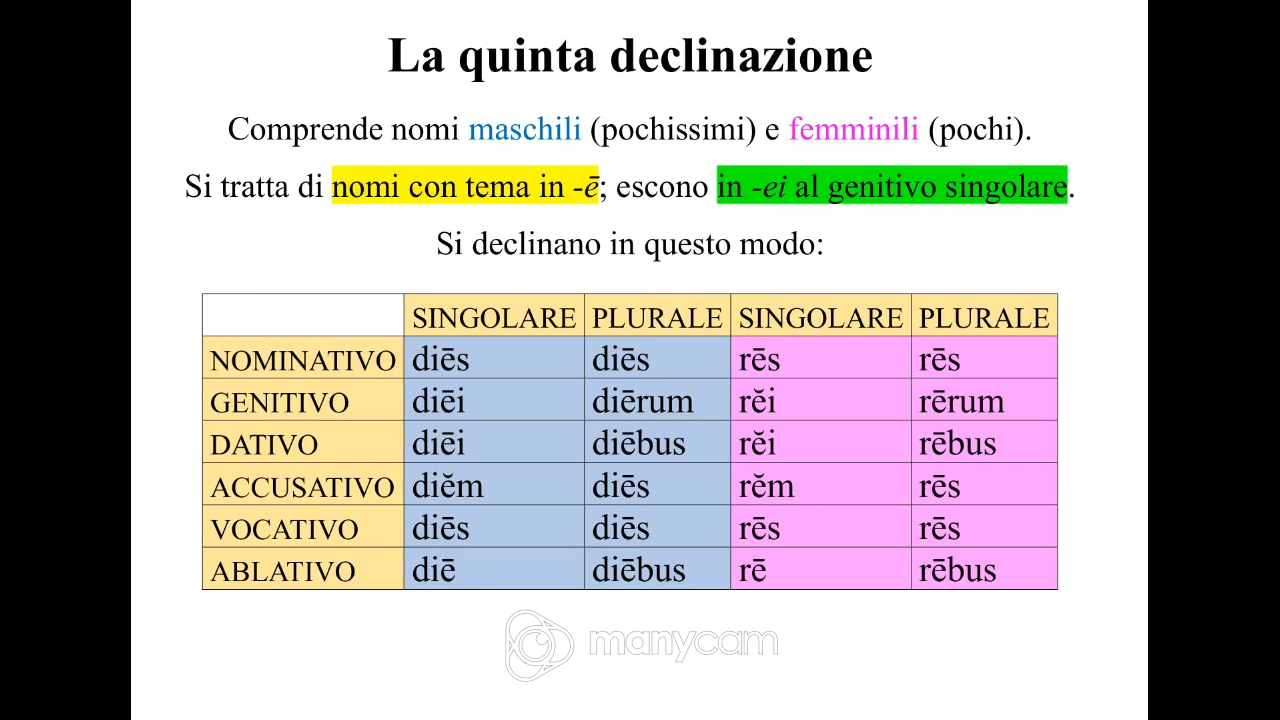 La quinta declinazione
Comprende nomi maschili (pochissimi) e femminili (pochi).
Si tratta di nomi con tema in -ē; escono in -ei al genitivo singolare.
Si declinano in questo modo:
SINGOLARE PLURALE SINGOLARE PLURALE
NOMINATIVO diēs diēs rēs rēs
GENITIVO diēi diērum rĕi rērum
DATIVO diēi diēbus rĕi rēbus
ACCUSATIVO diĕm diēs rĕm rēs
VOCATIVO diēs diēs rēs rēs
ABLATIVO diē diēbus rē rēbus
manycam